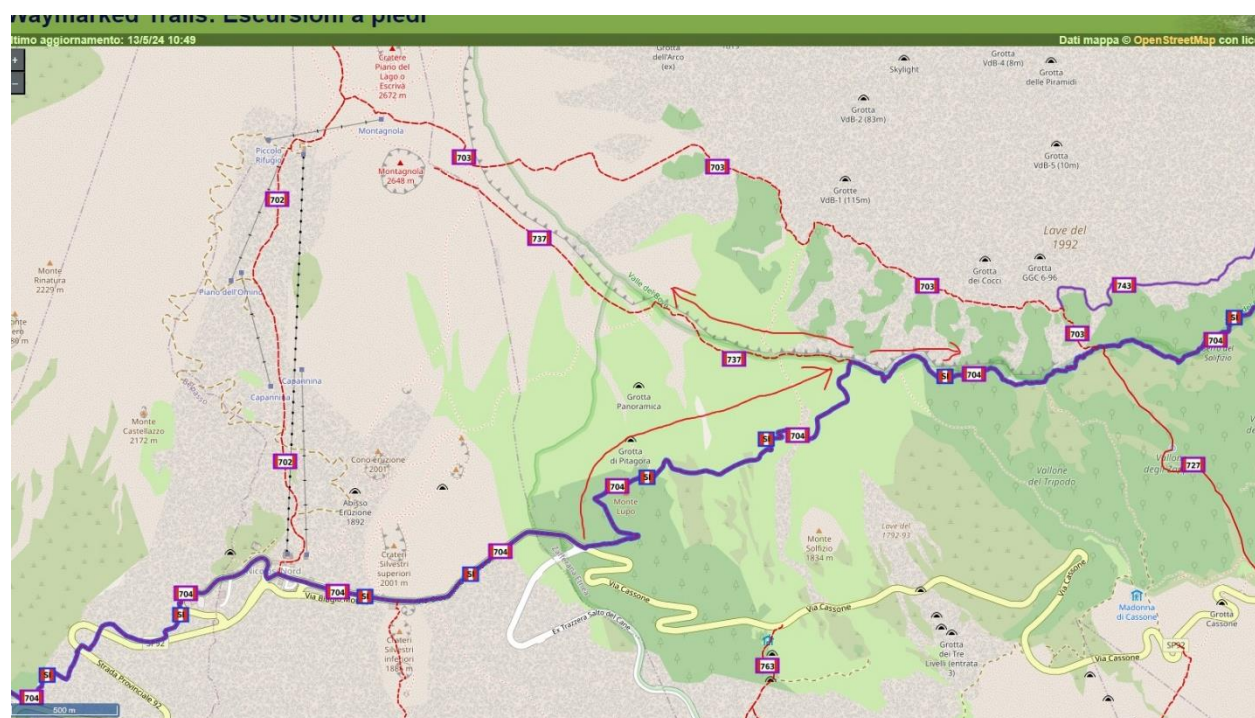 Waymarked Trails: Escursioni a piedi
ltimo aggiornamento: 13/5/24 10:49
Dati mappa © OpenStreetMap con lice
+
−
Cratere
Piano del
Lago o
Escrivà
2672 m
Grotta
dell'Arco
(ex)
Skylight
Grotta
VdB-4 (8m)
Grotta
delle Piramidi
Montagnola
Grotta
VdB-2 (83m)
Piccolo
Rifugio
703
Montagnola
2648 m
703
Grotta
VdB-5 (10m)
702
Grotte
VdB-1 (115m)
737
Lave del
1992
Monte
Rinatura
2229 m
Piano dell'Omino
Valle del Bove
Grotta
dei Cocci
Grotta
GGC 6-96
703
743
SI
703
704
737
SI
704
Capannina
Capannina
Grotta
Panoramica
Monte
Castellazzo
2172 m
SI
704
702
Cono eruzione
2001
Grotta
di Pitagora
727
Vallone
del Tripodo
704
SI
Monte
Lupo
Abisso
Eruzione
1892
Lave del
1792-93
Monte
Solfizio
1834 m
704
Crateri
Silvestri
superiori
2001 m
SI
704
704
SI
SI
Via Cassone
Via Cassone
Via Cassone
Madonna
di Cassone
Grotta
Cassone
SP92
Ex Trazzera Salto del Cane
Crateri
Silvestri
inferiori
Grotta
dei Tre
Livelli (entrata
3)
SP92
Via Cassone
763
SI
Strada Provinciale 92
704
500 m